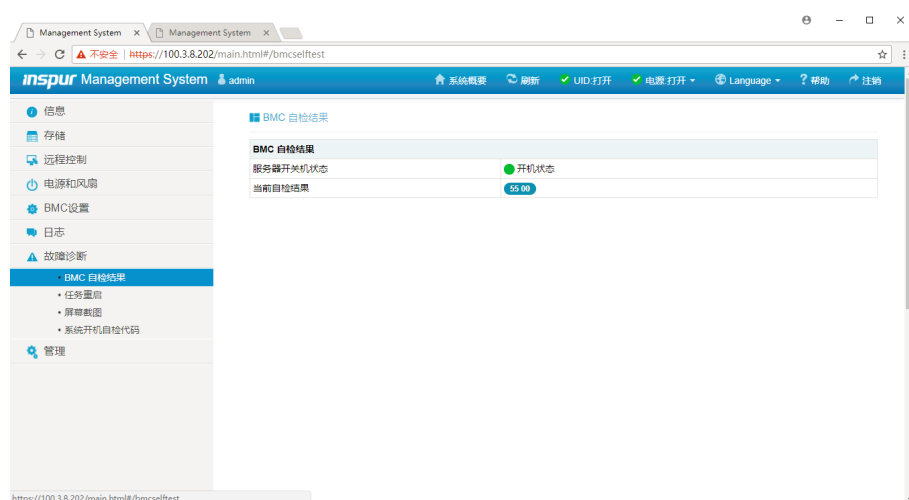 Management System
Management System
不安全 | https://100.3.8.202/main.html#/bmcselftest
inspur Management System admin 系统概要 刷新 UID:打开 电源:打开 Language 帮助 注销
信息
存储
远程控制
电源和风扇
BMC设置
日志
故障诊断
• BMC 自检结果
• 任务重启
• 屏幕截图
• 系统开机自检代码
管理
BMC 自检结果
BMC 自检结果
服务器开关机状态 开机状态
当前自检结果 55 00
https://100.3.8.202/main.html#/bmcselftest